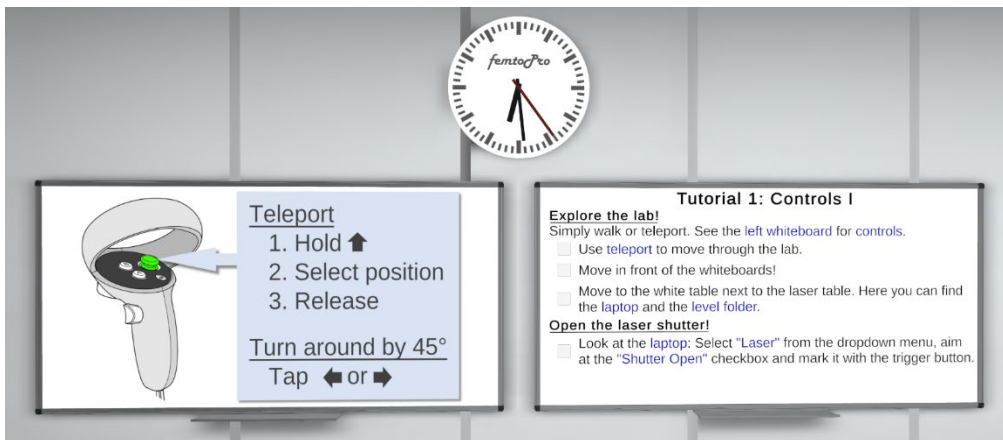 femtoPro
Teleport
1. Hold ⬆
2. Select position
3. Release
Turn around by 45°
Tap ⬅ or ➡
Tutorial 1: Controls I
Explore the lab!
Simply walk or teleport. See the left whiteboard for controls.
Use teleport to move through the lab.
Move in front of the whiteboards!
Move to the white table next to the laser table. Here you can find
the laptop and the level folder.
Open the laser shutter!
Look at the laptop: Select "Laser" from the dropdown menu, aim
at the "Shutter Open" checkbox and mark it with the trigger button.